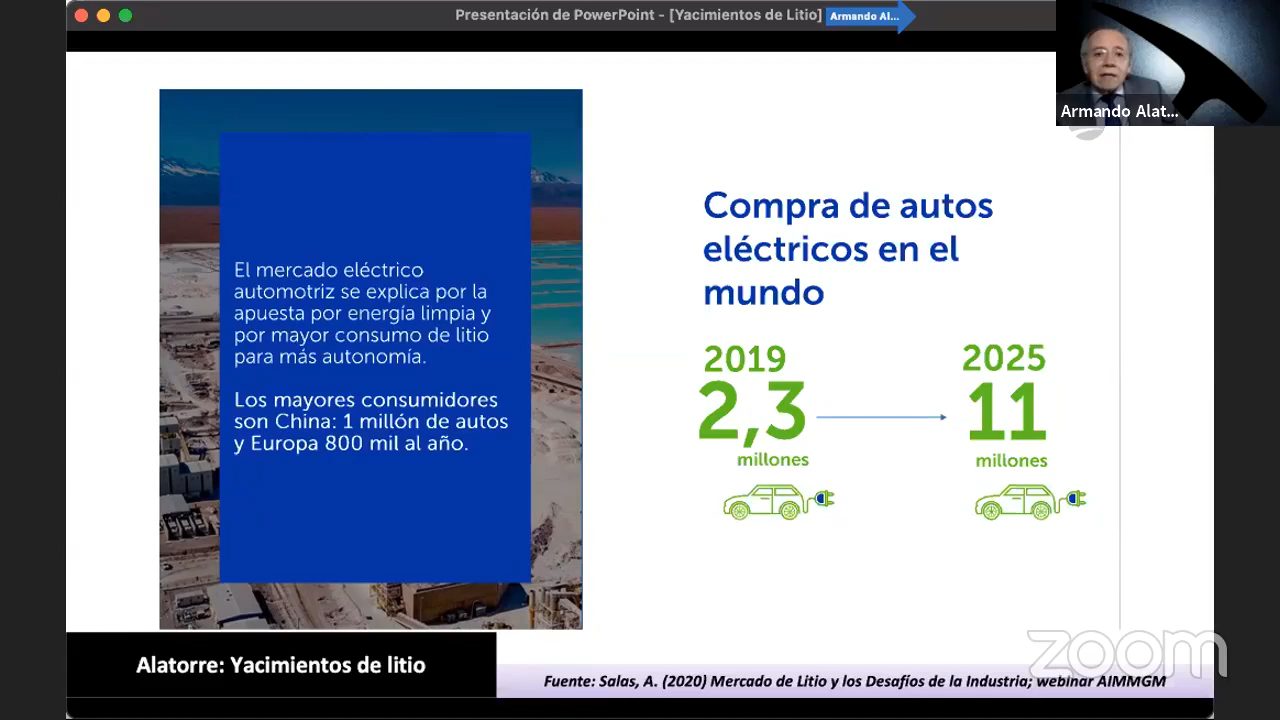 Presentación de PowerPoint - [Yacimientos de Litio]
Armando Al...
Armando Alat...
El mercado eléctrico
automotriz se explica por la
apuesta por energía limpia y
por mayor consumo de litio
para más autonomía.
Los mayores consumidores
son China: 1 millón de autos
y Europa 800 mil al año.
Compra de autos
eléctricos en el
mundo
2019
2,3
millones
2025
11
millones
Alatorre: Yacimientos de litio
Fuente: Salas, A. (2020) Mercado de Litio y los Desafíos de la Industria; webinar AIMMGM
zoom